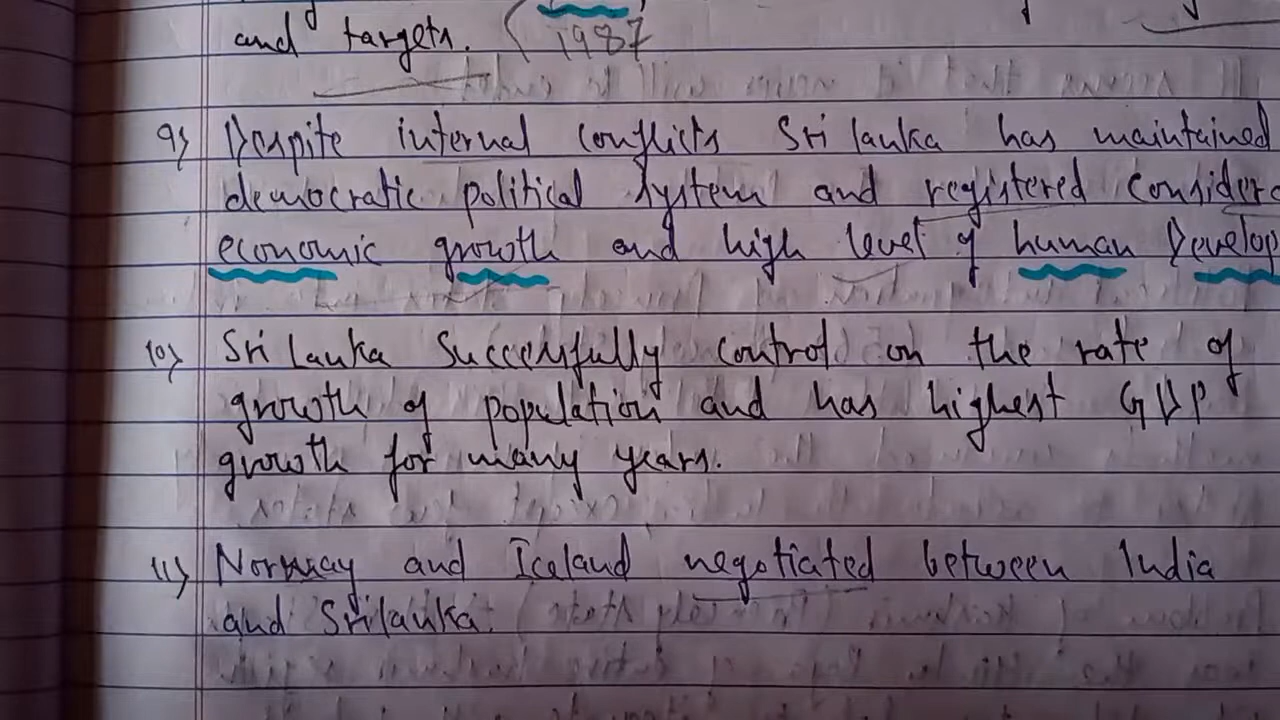 and targets. (1987
9) Despite internal conflicts Sri lanka has maintained
democratic political system and registered
economic growth and high level of human
10) Sri Lanka Successfully control on the rate of
growth of population and has highest GDP
growth for many years.
11) Norway and Iceland negotiated between India
and Srilanka.